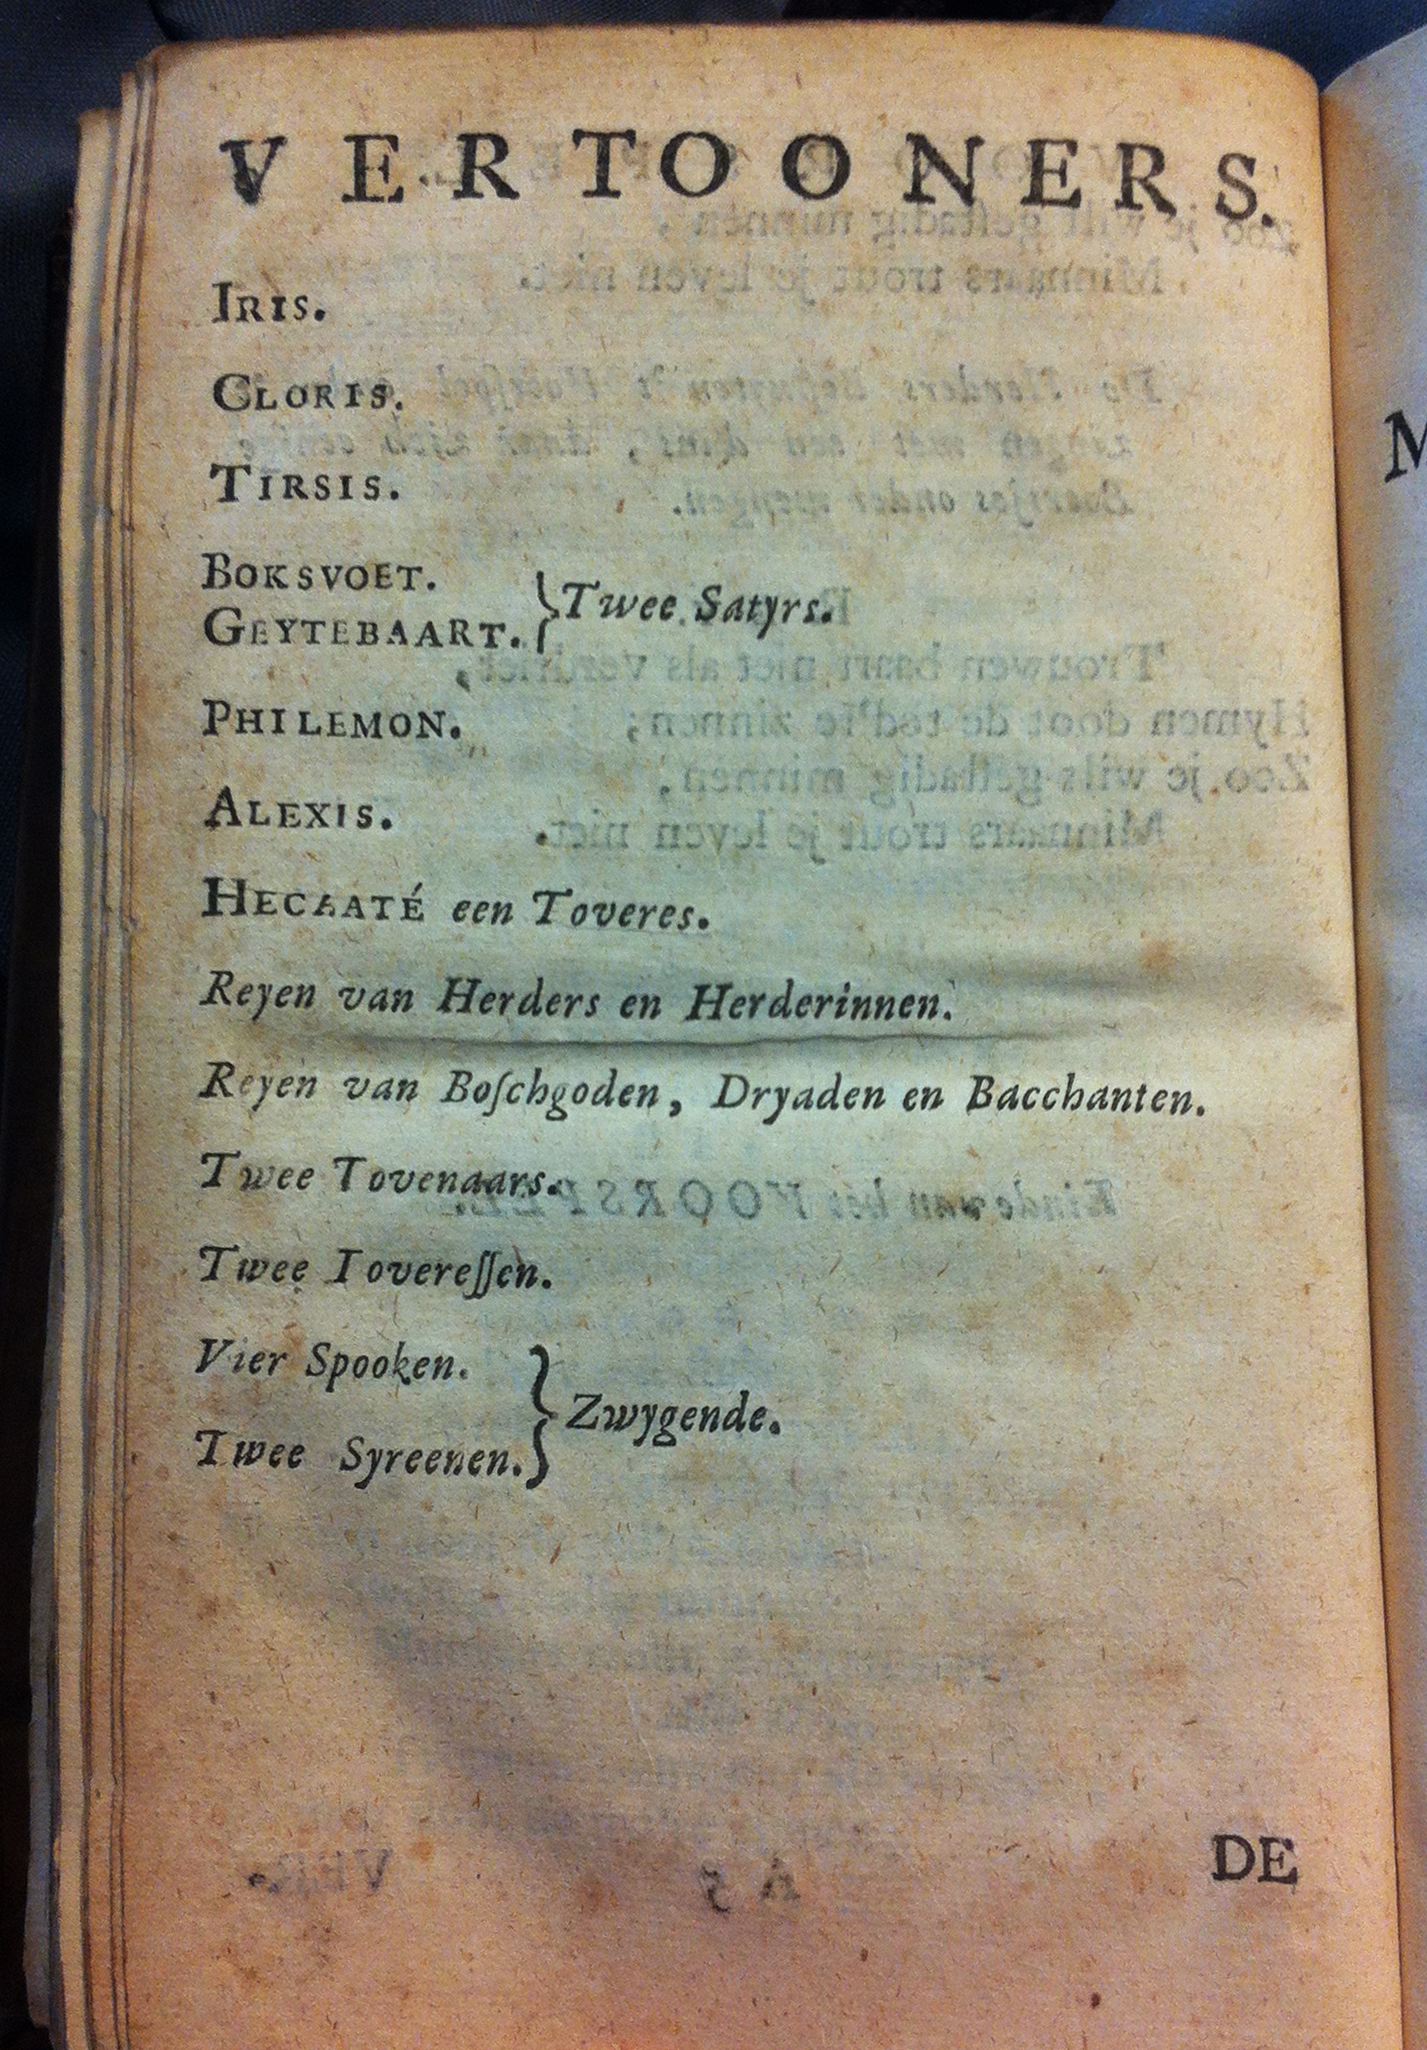 VERTOONERS.
IRIS.
CLORIS.
TIRSIS.
BOKSVOET.
GEYTEBAART. } Twee Satyrs.
PHILEMON.
ALEXIS.
HECAATÉ een Toveres.
Reyen van Herders en Herderinnen.
Reyen van Boſchgoden, Dryaden en Bacchanten.
Twee Tovenaars.
Twee Tovereſſen.
Vier Spooken.
Twee Syreenen. } Zwygende.
DE